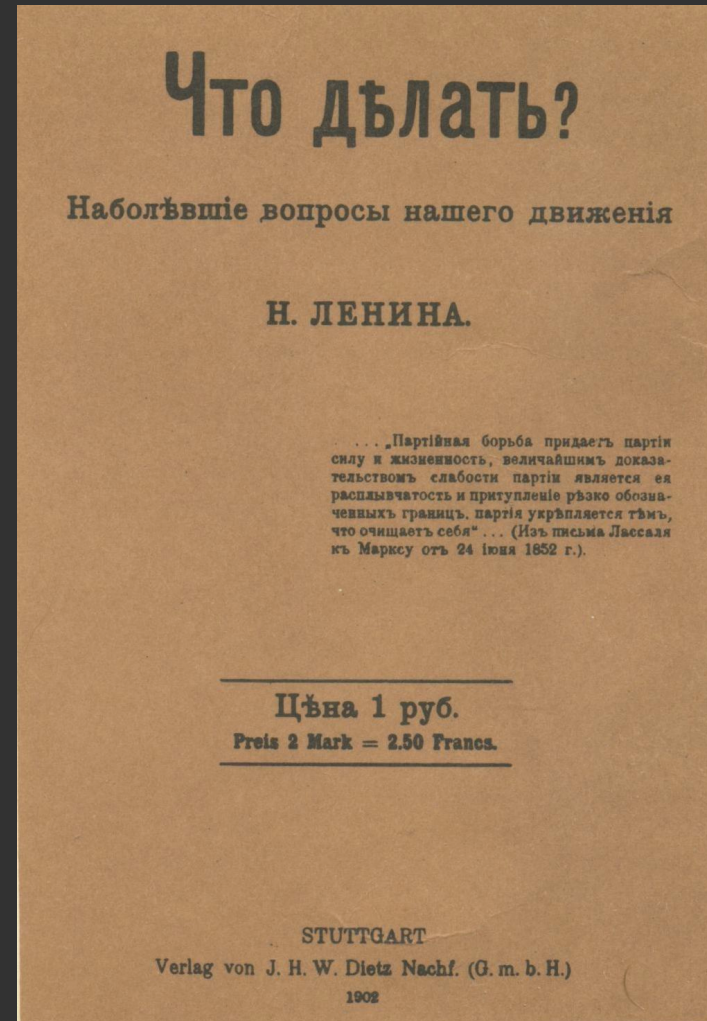 Что дѣлать?
Наболѣвшіе вопросы нашего движенія
Н. ЛЕНИНА.
. . . „Партійная борьба придаетъ партіи
силу и жизненность, величайшимъ доказа-
тельствомъ слабости партіи является ея
расплывчатость и притупленіе рѣзко обозна-
ченныхъ границъ, партія укрѣпляется тѣмъ,
что очищаетъ себя“ . . . (Изъ письма Лассаля
къ Марксу отъ 24 іюня 1852 г.).
Цѣна 1 руб.
Preis 2 Mark = 2.50 Francs.
STUTTGART
Verlag von J. H. W. Dietz Nachf. (G. m. b. H.)
1902